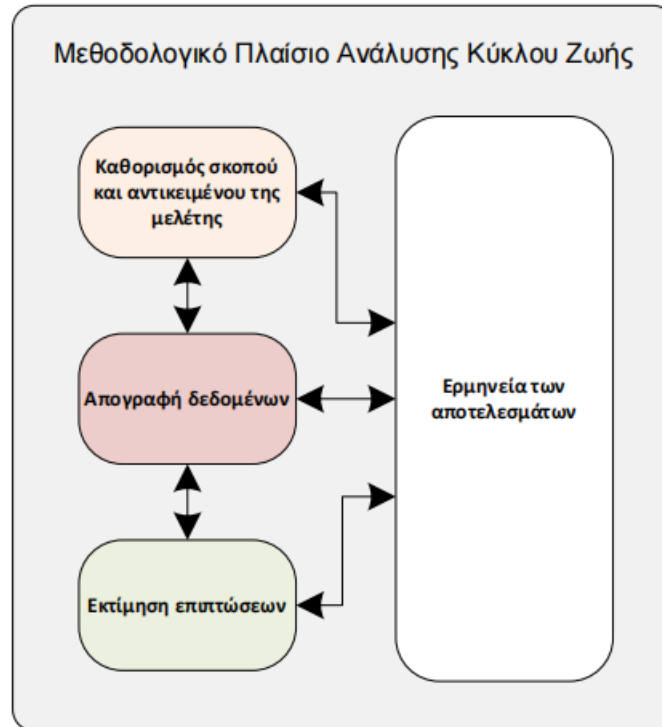 Μεθοδολογικό Πλαίσιο Ανάλυσης Κύκλου Ζωής
Καθορισμός σκοπού
και αντικειμένου της
μελέτης
Απογραφή δεδομένων
Εκτίμηση επιπτώσεων
Ερμηνεία των
αποτελεσμάτων